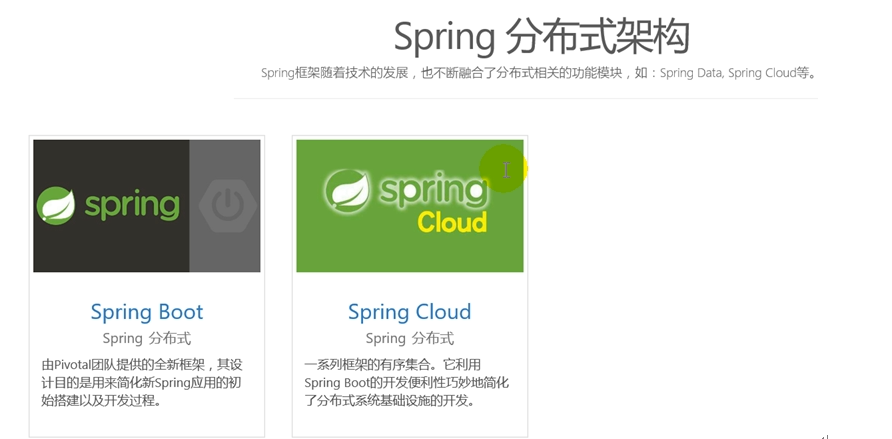 Spring 分布式架构
Spring框架随着技术的发展，也不断融合了分布式相关的功能模块，如：Spring Data, Spring Cloud等。
spring
spring
Cloud
Spring Boot
Spring 分布式
由Pivotal团队提供的全新框架，其设
计目的是用来简化新Spring应用的初
始搭建以及开发过程。
Spring Cloud
Spring 分布式
一系列框架的有序集合。它利用
Spring Boot的开发便利性巧妙地简化
了分布式系统基础设施的开发。